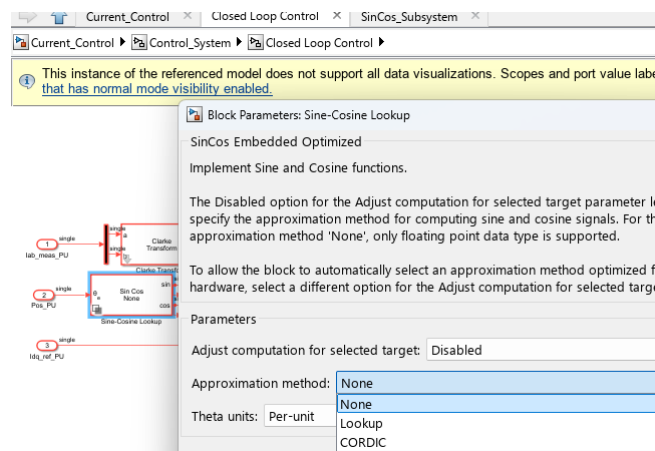 Current_Control × Closed Loop Control × SinCos_Subsystem ×
Current_Control ▶ Control_System ▶ Closed Loop Control ▶
This instance of the referenced model does not support all data visualizations. Scopes and port value labe
that has normal mode visibility enabled.
Block Parameters: Sine-Cosine Lookup
SinCos Embedded Optimized
Implement Sine and Cosine functions.
The Disabled option for the Adjust computation for selected target parameter l
specify the approximation method for computing sine and cosine signals. For th
approximation method 'None', only floating point data type is supported.
To allow the block to automatically select an approximation method optimized f
hardware, select a different option for the Adjust computation for selected targe
Parameters
Adjust computation for selected target: Disabled
Approximation method: None
None
Lookup
CORDIC
Theta units: Per-unit
1
single
Iab_meas_PU
single
a
single
b
Clarke
Transform
2
single
Pos_PU
θ
Sin Cos
None
sin
cos
Sine-Cosine Lookup
3
single
Idq_ref_PU